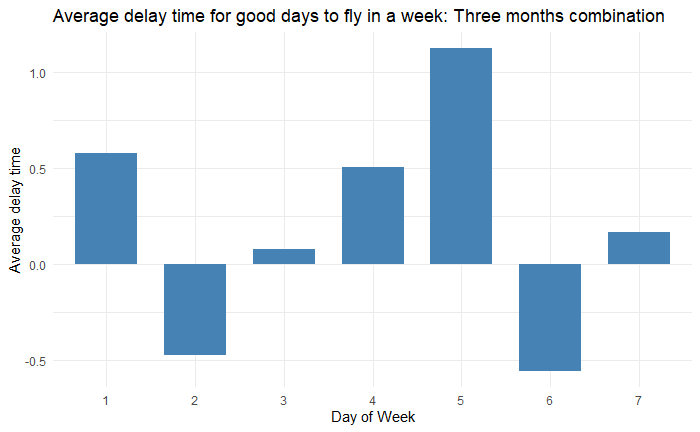 Average delay time for good days to fly in a week: Three months combination
Average delay time
1.0
0.5
0.0
-0.5
1 2 3 4 5 6 7
Day of Week